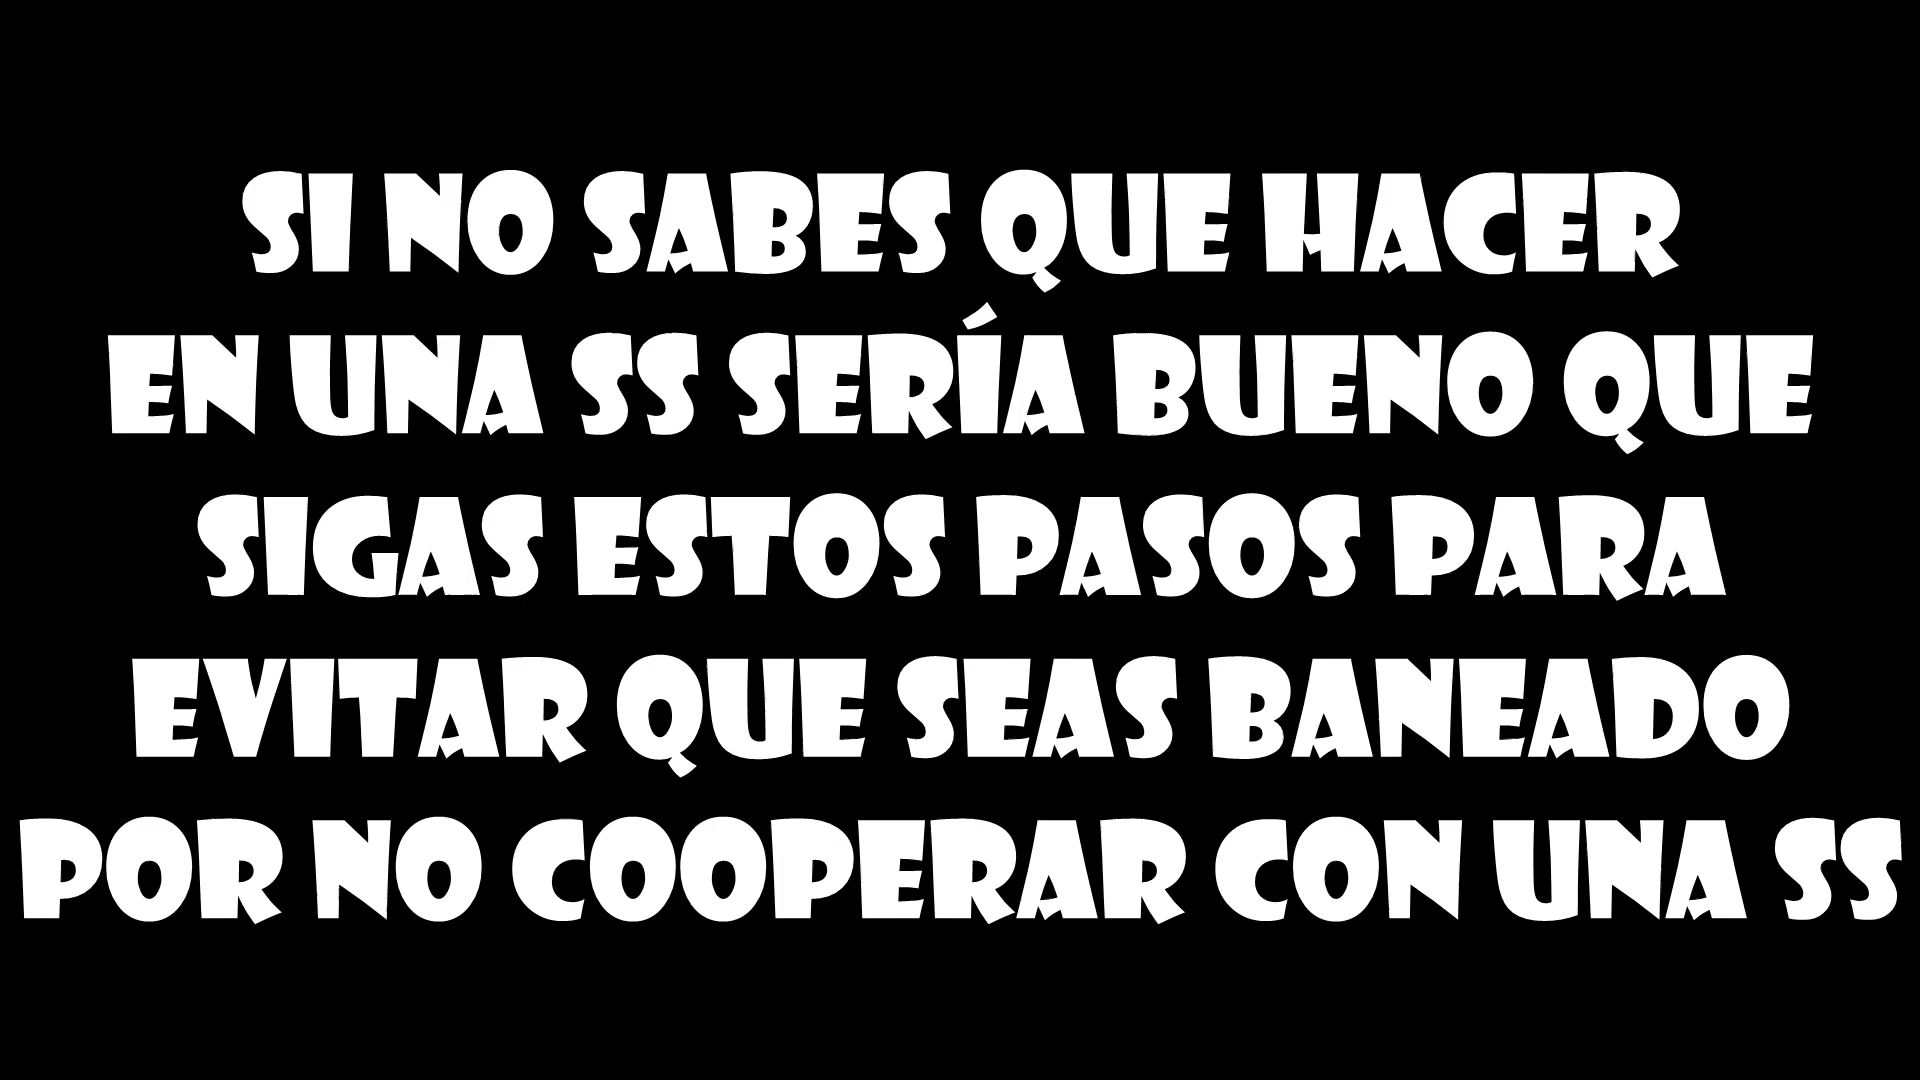 SI NO SABES QUE HACER
EN UNA SS SERÍA BUENO QUE
SIGAS ESTOS PASOS PARA
EVITAR QUE SEAS BANEADO
POR NO COOPERAR CON UNA SS